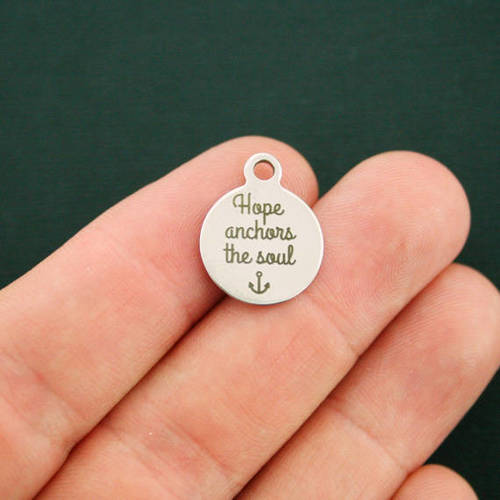 Hope
anchors
the soul